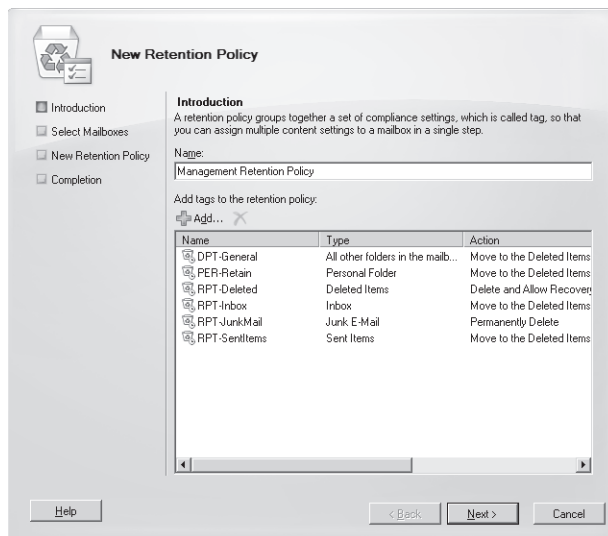 New Retention Policy
Introduction
Select Mailboxes
New Retention Policy
Completion
Introduction
A retention policy groups together a set of compliance settings, which is called tag, so that
you can assign multiple content settings to a mailbox in a single step.
Name:
Management Retention Policy
Add tags to the retention policy:
Add...
Name Type Action
DPT-General All other folders in the mailb... Move to the Deleted Items
PER-Retain Personal Folder Move to the Deleted Items
RPT-Deleted Deleted Items Delete and Allow Recovery
RPT-Inbox Inbox Move to the Deleted Items
RPT-JunkMail Junk E-Mail Permanently Delete
RPT-SentItems Sent Items Move to the Deleted Items
Help < Back Next > Cancel